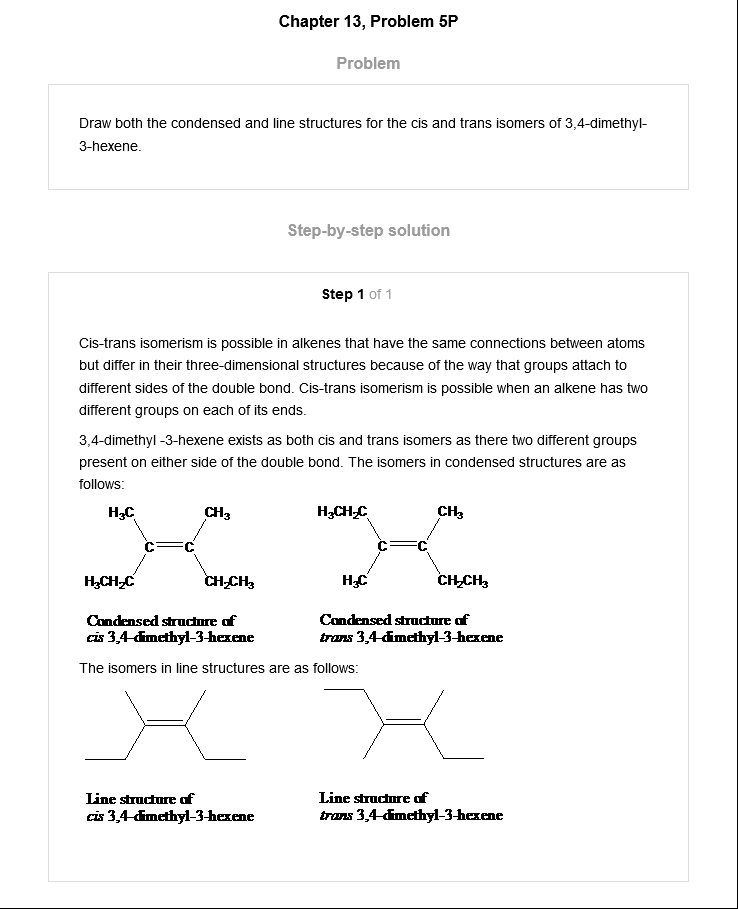 Chapter 13, Problem 5P
Problem
Draw both the condensed and line structures for the cis and trans isomers of 3,4-dimethyl-
3-hexene.
Step-by-step solution
Step 1 of 1
Cis-trans isomerism is possible in alkenes that have the same connections between atoms
but differ in their three-dimensional structures because of the way that groups attach to
different sides of the double bond. Cis-trans isomerism is possible when an alkene has two
different groups on each of its ends.
3,4-dimethyl -3-hexene exists as both cis and trans isomers as there two different groups
present on either side of the double bond. The isomers in condensed structures are as
follows:
H₃C CH₃ H₃CH₂C CH₃
C C C C
H₃CH₂C CH₂CH₃ H₃C CH₂CH₃
Condensed structure of Condensed structure of
cis 3,4-dimethyl-3-hexene trans 3,4-dimethyl-3-hexene
The isomers in line structures are as follows:
Line structure of Line structure of
cis 3,4-dimethyl-3-hexene trans 3,4-dimethyl-3-hexene